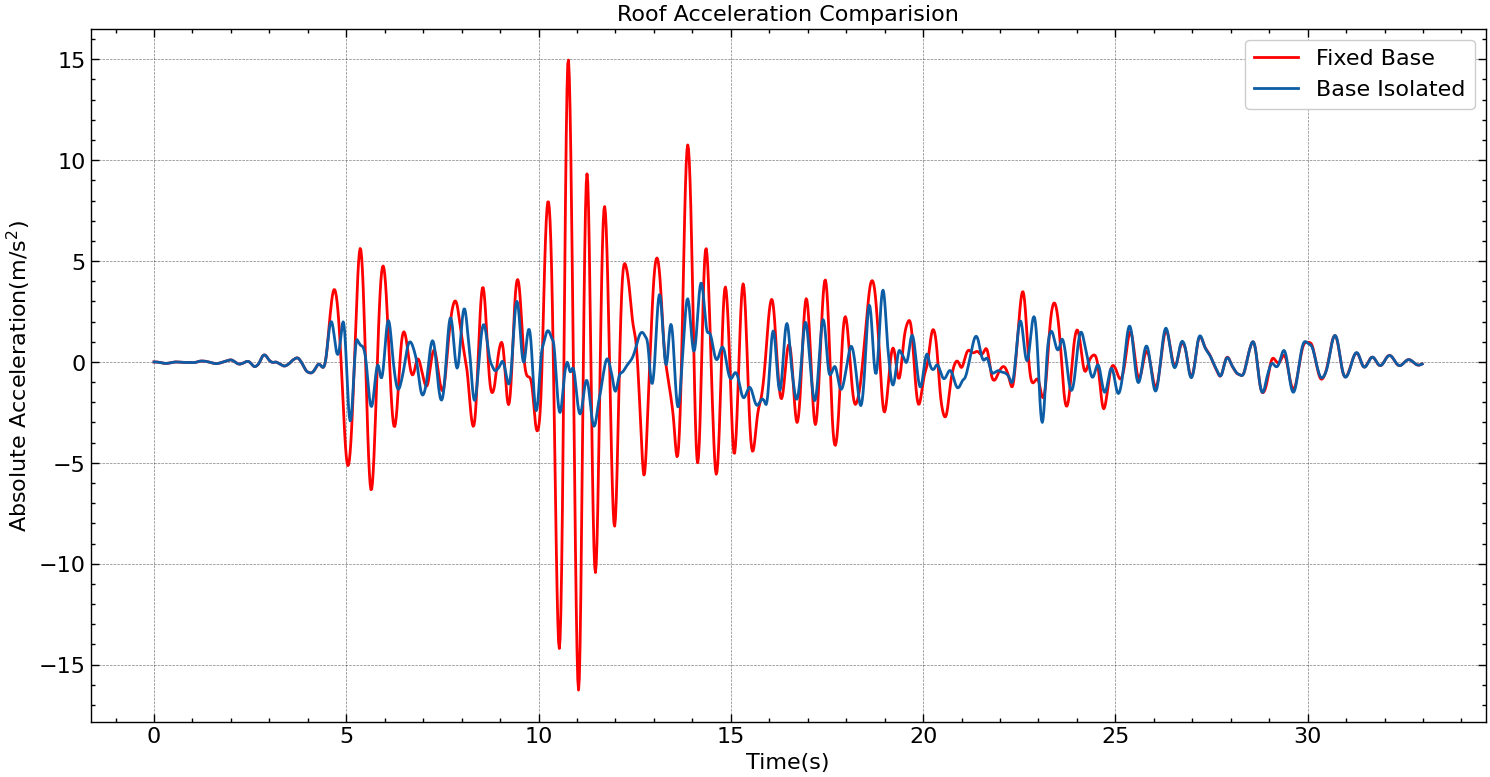 Roof Acceleration Comparision
Fixed Base
Base Isolated
Absolute Acceleration(m/s²)
15
10
5
0
−5
−10
−15
0 5 10 15 20 25 30
Time(s)